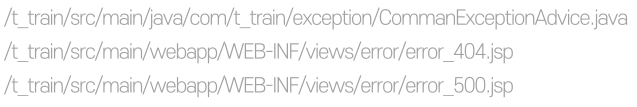 /t_train/src/main/java/com/t_train/exception/CommanExceptionAdvice.java
/t_train/src/main/webapp/WEB-INF/views/error/error_404.jsp
/t_train/src/main/webapp/WEB-INF/views/error/error_500.jsp